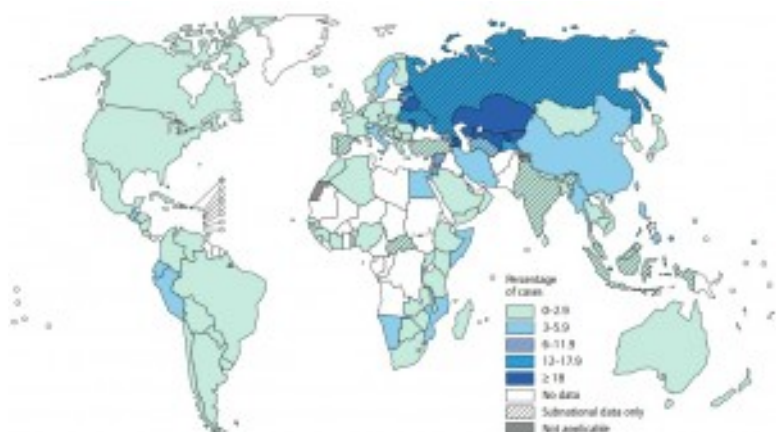 Percentage
of cases
0–2.9
3–5.9
6–11.9
12–17.9
≥ 18
No data
Subnational data only
Not applicable